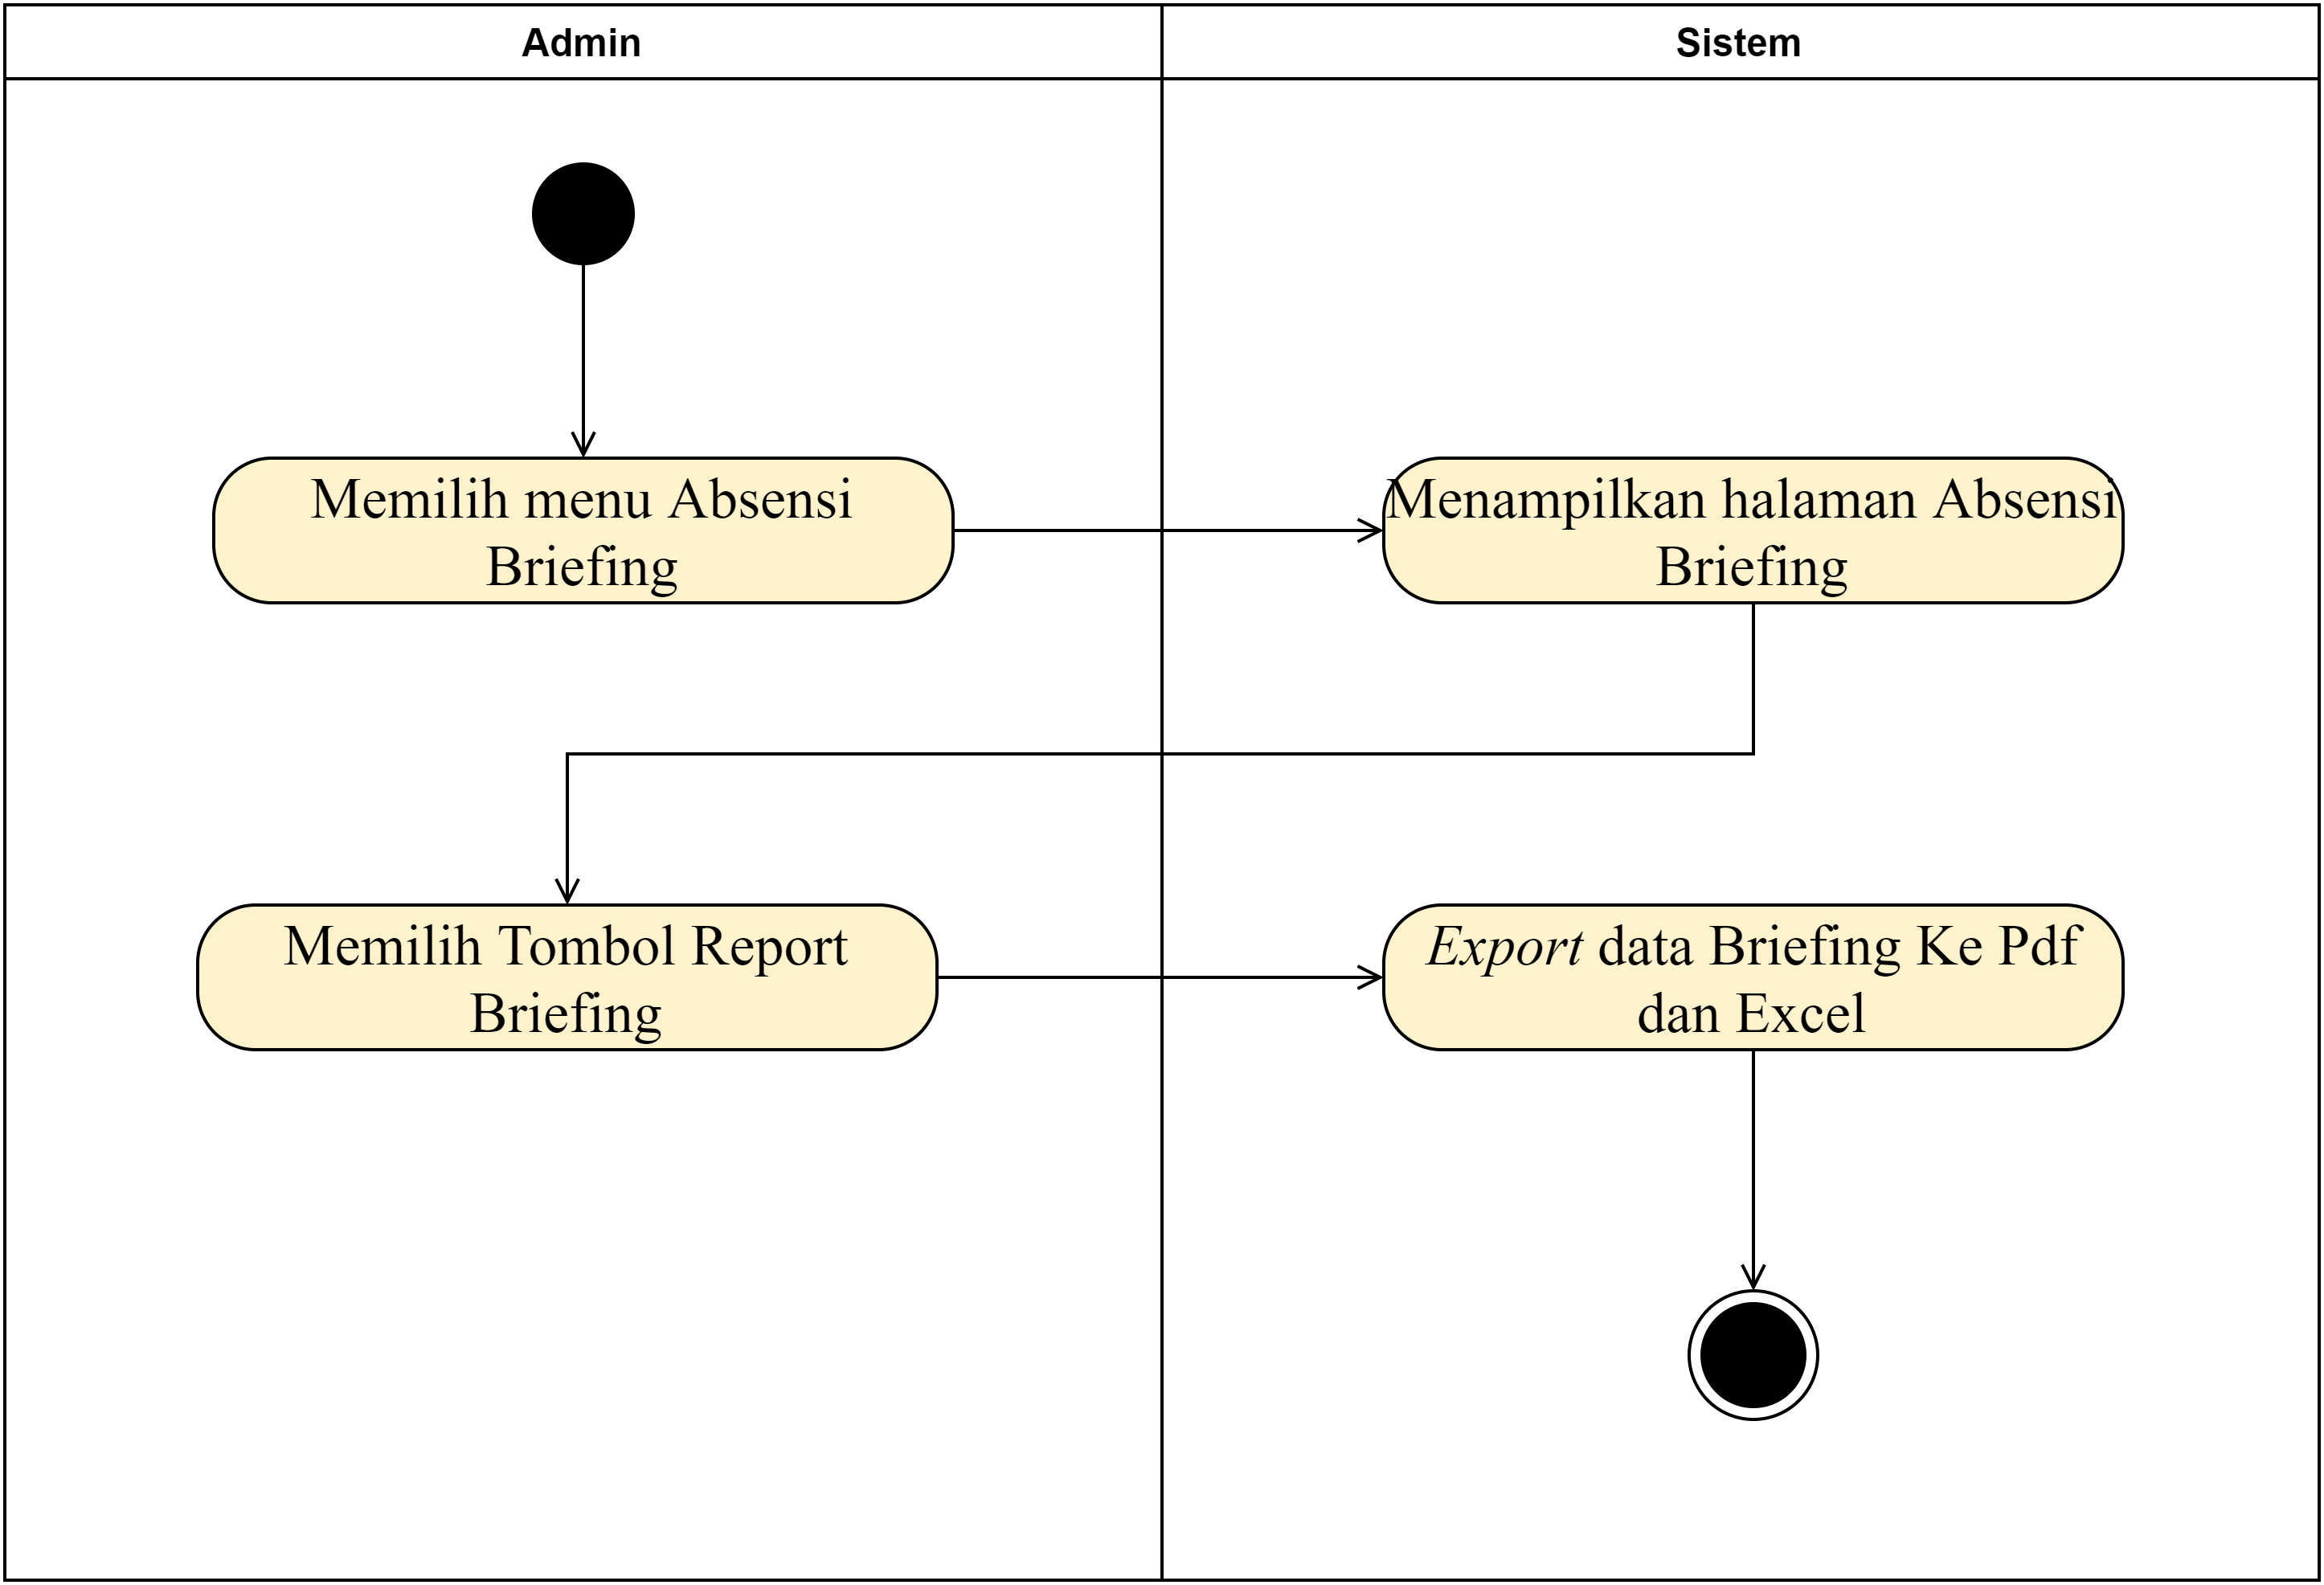 Admin
Sistem
Memilih menu Absensi
Briefing
Menampilkan halaman Absensi
Briefing
Memilih Tombol Report
Briefing
Export data Briefing Ke Pdf
dan Excel